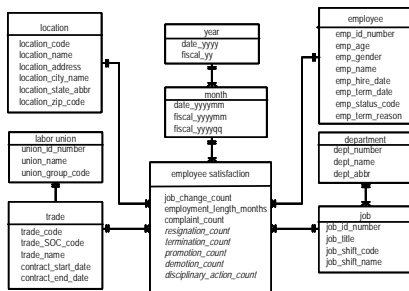 location
location_code
location_name
location_address
location_city_name
location_state_abbr
location_zip_code
year
date_yyyy
fiscal_yy
employee
emp_id_number
emp_age
emp_gender
emp_name
emp_hire_date
emp_term_date
emp_status_code
emp_term_reason
month
date_yyyymm
fiscal_yyyymm
fiscal_yyyyqq
labor union
union_id_number
union_name
union_group_code
employee satisfaction
job_change_count
employment_length_months
complaint_count
resignation_count
termination_count
promotion_count
demotion_count
disciplinary_action_count
department
dept_number
dept_name
dept_abbr
trade
trade_code
trade_SOC_code
trade_name
contract_start_date
contract_end_date
job
job_id_number
job_title
job_shift_code
job_shift_name